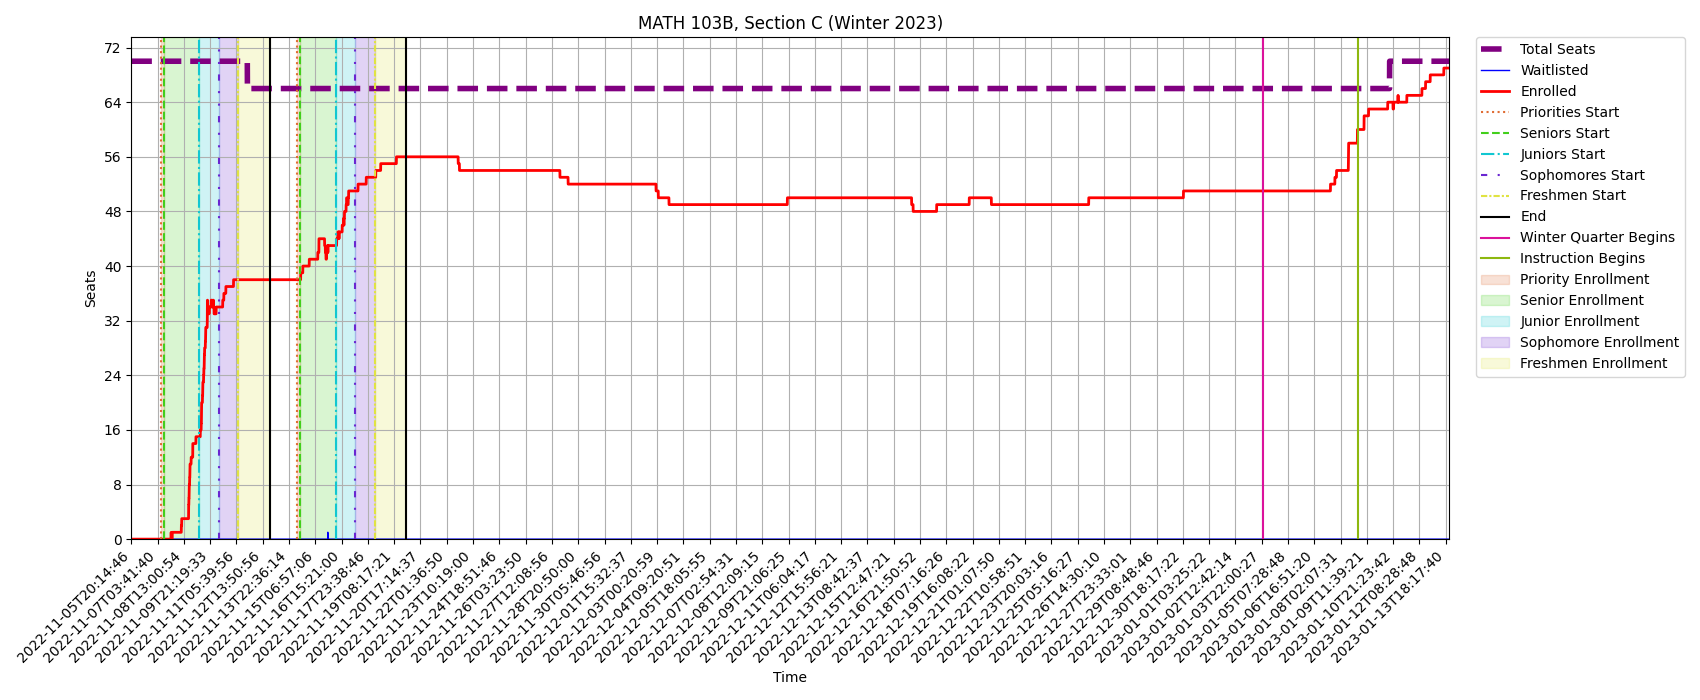 MATH 103B, Section C (Winter 2023)
72
64
56
48
40
32
24
16
8
0
Seats
2022-11-05T20:14:46
2022-11-07T03:41:40
2022-11-08T13:00:54
2022-11-09T21:19:33
2022-11-11T05:39:56
2022-11-12T13:50:56
2022-11-13T22:36:14
2022-11-15T06:57:06
2022-11-16T15:21:00
2022-11-17T23:38:46
2022-11-19T08:17:21
2022-11-20T17:14:37
2022-11-22T01:36:50
2022-11-23T10:19:00
2022-11-24T18:51:46
2022-11-26T03:23:50
2022-11-27T12:08:56
2022-11-28T20:50:00
2022-11-30T05:46:56
2022-12-01T15:32:37
2022-12-03T00:20:59
2022-12-04T09:20:51
2022-12-05T18:05:55
2022-12-07T02:54:31
2022-12-08T12:09:15
2022-12-09T21:06:25
2022-12-11T06:04:17
2022-12-12T15:56:21
2022-12-13T08:42:37
2022-12-15T12:47:21
2022-12-16T21:50:52
2022-12-18T07:16:26
2022-12-19T16:08:22
2022-12-21T01:07:50
2022-12-22T10:58:51
2022-12-23T20:03:16
2022-12-25T05:16:27
2022-12-26T14:30:10
2022-12-27T23:33:01
2022-12-29T08:48:46
2022-12-30T18:17:22
2023-01-01T03:25:22
2023-01-02T12:42:14
2023-01-03T22:00:27
2023-01-05T07:28:48
2023-01-06T16:51:20
2023-01-08T02:07:31
2023-01-09T11:39:21
2023-01-10T21:23:42
2023-01-12T08:28:48
2023-01-13T18:17:40
Time
Total Seats
Waitlisted
Enrolled
Priorities Start
Seniors Start
Juniors Start
Sophomores Start
Freshmen Start
End
Winter Quarter Begins
Instruction Begins
Priority Enrollment
Senior Enrollment
Junior Enrollment
Sophomore Enrollment
Freshmen Enrollment